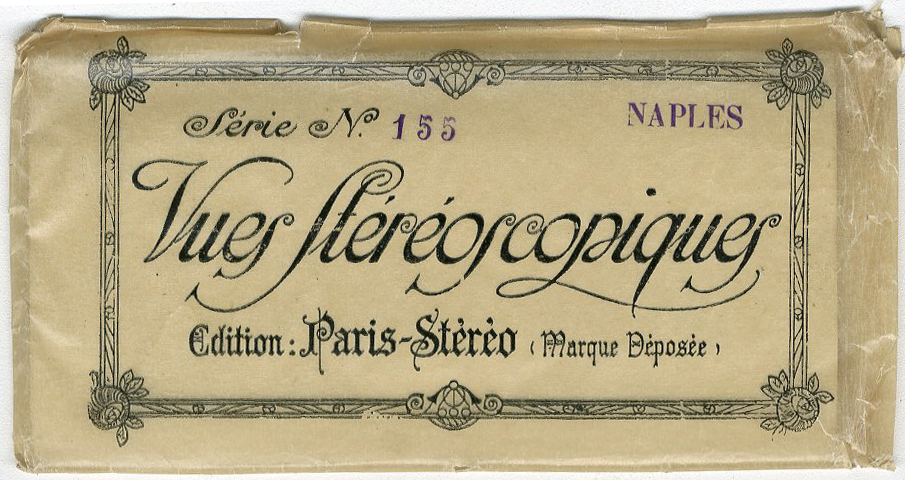 Série N° 155
NAPLES
Vues Stéréoscopiques
Edition: Paris-Stéréo (Marque Déposée)